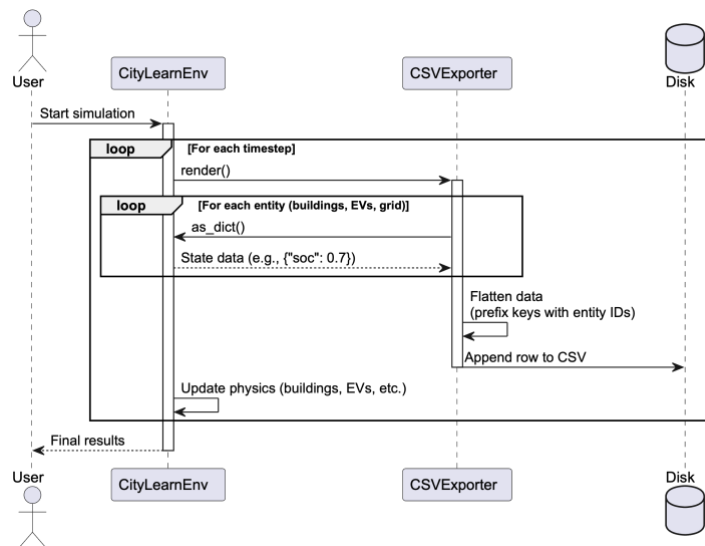 User
CityLearnEnv
CSVExporter
Disk
Start simulation
loop [For each timestep]
render()
loop [For each entity (buildings, EVs, grid)]
as_dict()
State data (e.g., {"soc": 0.7})
Flatten data
(prefix keys with entity IDs)
Append row to CSV
Update physics (buildings, EVs, etc.)
Final results
User
CityLearnEnv
CSVExporter
Disk